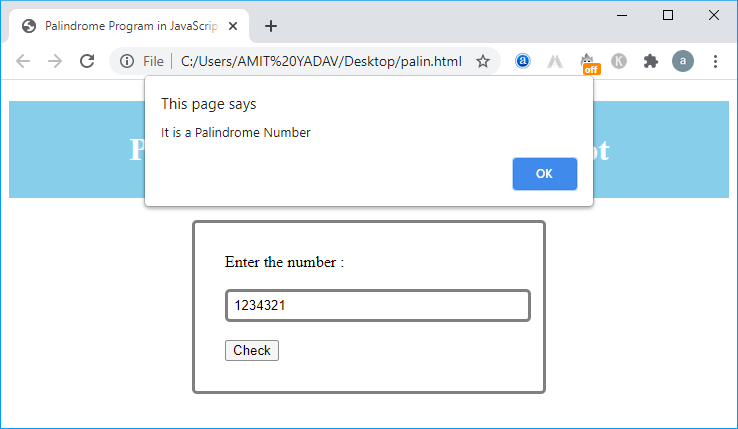 Palindrome Program in JavaScrip
File
C:/Users/AMIT%20YADAV/Desktop/palin.html
a
off
K
a
This page says
It is a Palindrome Number
OK
Enter the number :
1234321
Check